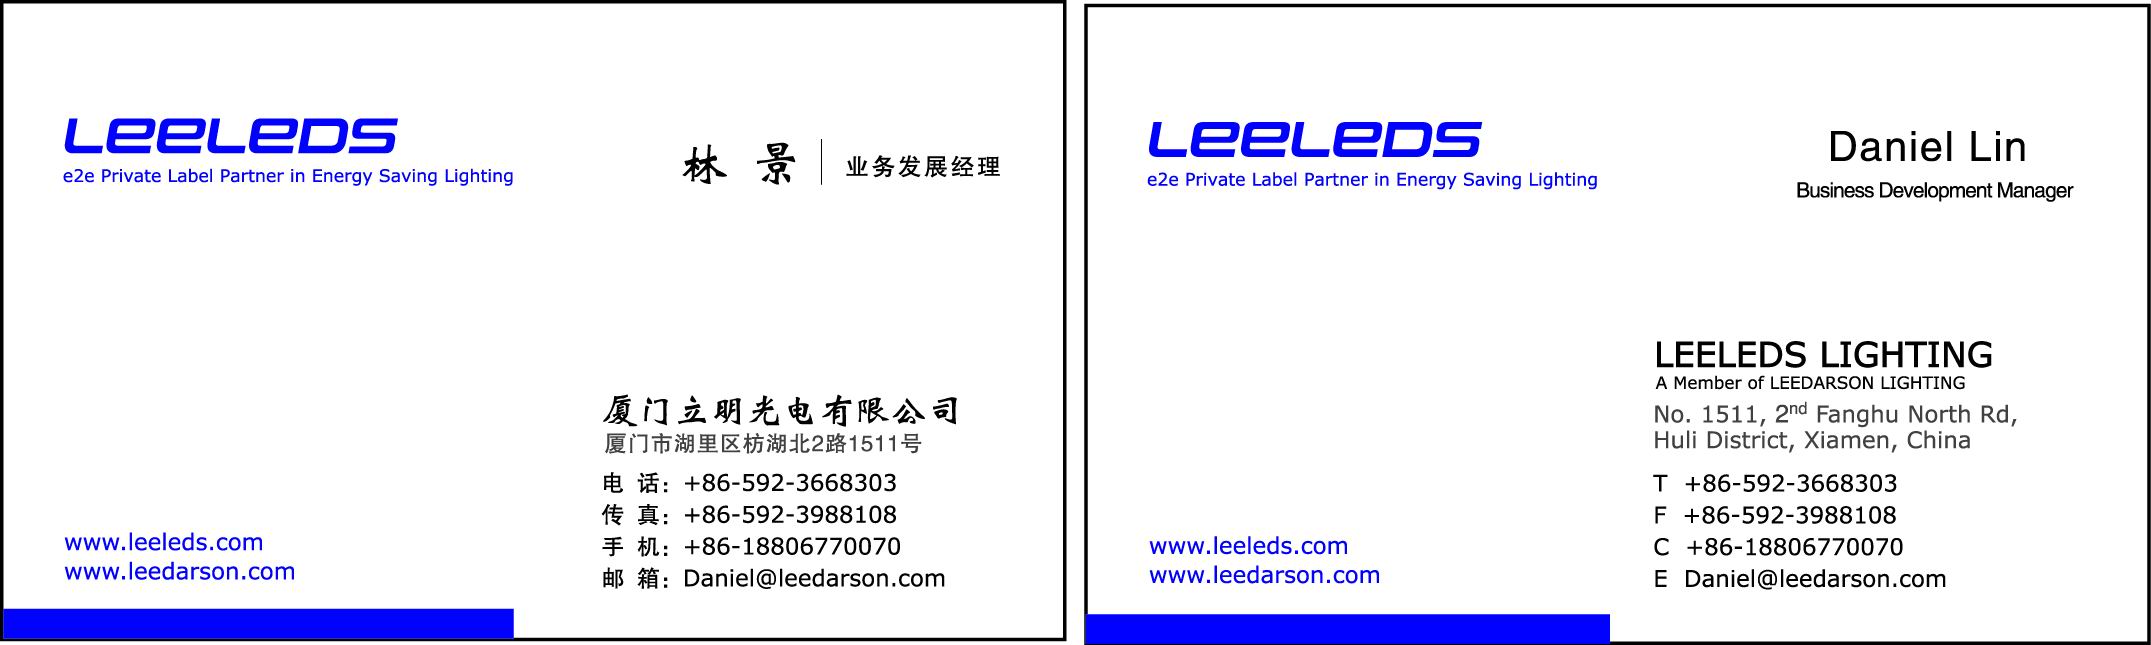 LEELEDS
e2e Private Label Partner in Energy Saving Lighting
林 景 业务发展经理
厦门立明光电有限公司
厦门市湖里区枋湖北2路1511号
电 话：+86-592-3668303
传 真：+86-592-3988108
手 机：+86-18806770070
邮 箱：Daniel@leedarson.com
www.leeleds.com
www.leedarson.com
LEELEDS
e2e Private Label Partner in Energy Saving Lighting
Daniel Lin
Business Development Manager
LEELEDS LIGHTING
A Member of LEEDARSON LIGHTING
No. 1511, 2nd Fanghu North Rd,
Huli District, Xiamen, China
T +86-592-3668303
F +86-592-3988108
C +86-18806770070
E Daniel@leedarson.com
www.leeleds.com
www.leedarson.com